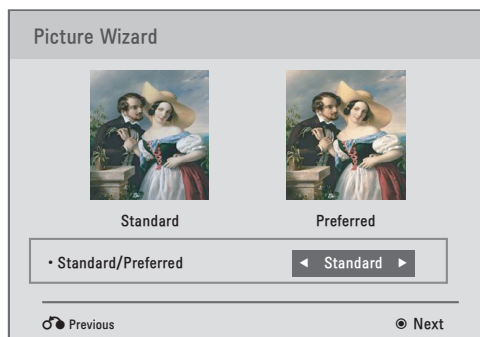 Picture Wizard
Standard Preferred
• Standard/Preferred ◄ Standard ►
Previous ◉ Next